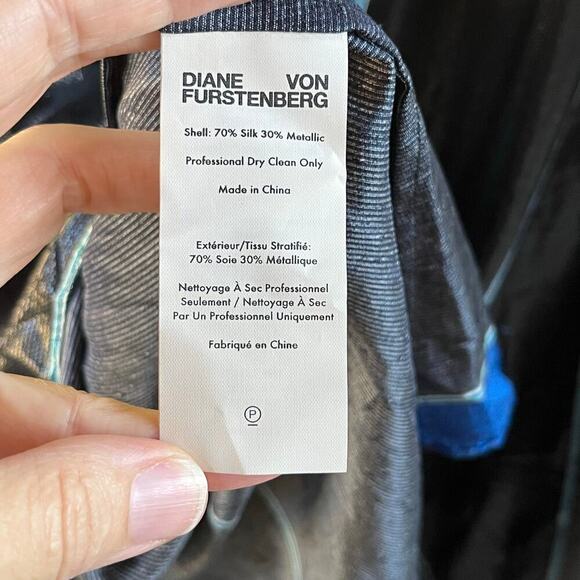 DIANE VON
FURSTENBERG
Shell: 70% Silk 30% Metallic
Professional Dry Clean Only
Made in China
Extérieur/Tissu Stratifié:
70% Soie 30% Métallique
Nettoyage À Sec Professionnel
Seulement / Nettoyage À Sec
Par Un Professionnel Uniquement
Fabriqué en Chine
P